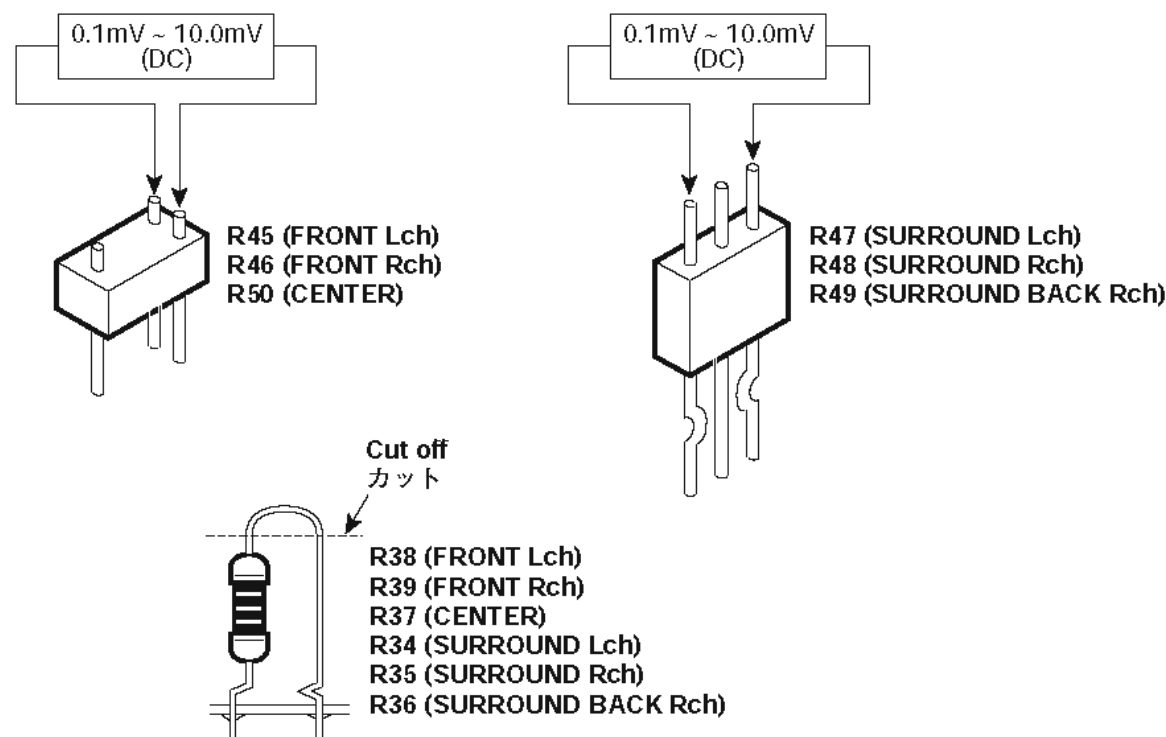 0.1mV ~ 10.0mV
(DC)
R45 (FRONT Lch)
R46 (FRONT Rch)
R50 (CENTER)
0.1mV ~ 10.0mV
(DC)
R47 (SURROUND Lch)
R48 (SURROUND Rch)
R49 (SURROUND BACK Rch)
Cut off
カット
R38 (FRONT Lch)
R39 (FRONT Rch)
R37 (CENTER)
R34 (SURROUND Lch)
R35 (SURROUND Rch)
R36 (SURROUND BACK Rch)